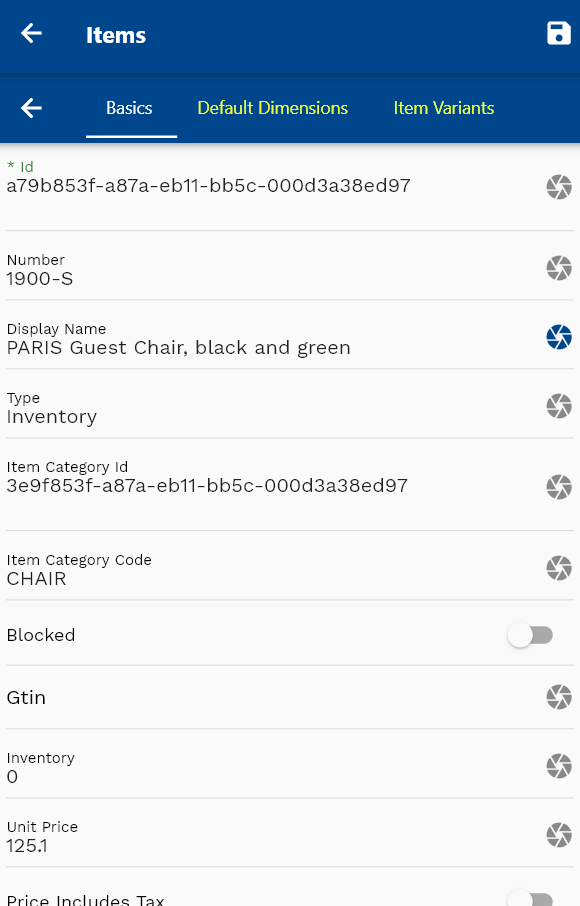 Items
Basics Default Dimensions Item Variants
* Id
a79b853f-a87a-eb11-bb5c-000d3a38ed97
Number
1900-S
Display Name
PARIS Guest Chair, black and green
Type
Inventory
Item Category Id
3e9f853f-a87a-eb11-bb5c-000d3a38ed97
Item Category Code
CHAIR
Blocked
Gtin
Inventory
0
Unit Price
125.1
Price Includes Tax